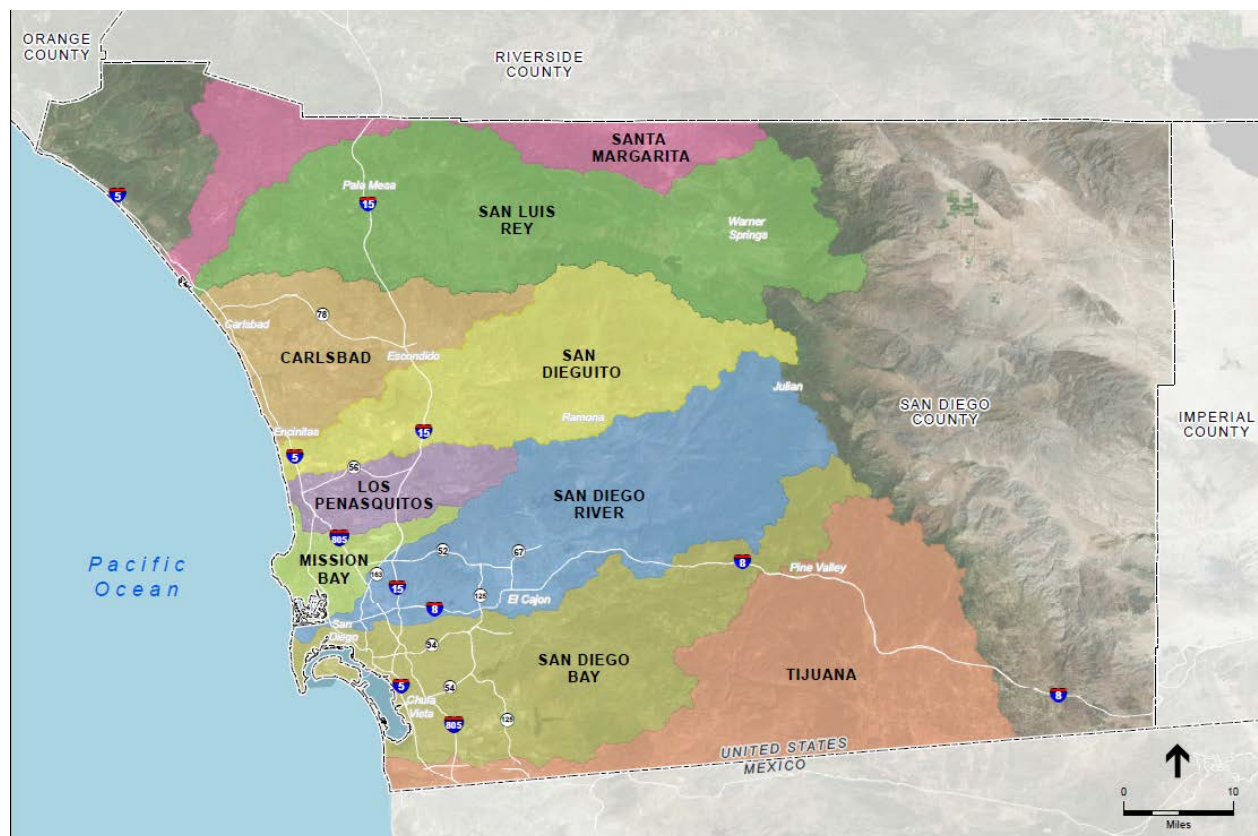 ORANGE
COUNTY
RIVERSIDE
COUNTY
SANTA
MARGARITA
5
Pala Mesa
15
SAN LUIS
REY
Warner
Springs
Carlsbad
78
CARLSBAD
Escondido
SAN
DIEGUITO
Julian
SAN DIEGO
COUNTY
IMPERIAL
COUNTY
Ramona
Encinitas
15
5
56
LOS
PENASQUITOS
SAN DIEGO
RIVER
805
52
67
MISSION
BAY
163
15
8
Pine Valley
Pacific
Ocean
125
El Cajon
8
San
Diego
94
SAN DIEGO
BAY
TIJUANA
5
54
Chula
Vista
805
125
8
UNITED STATES
MEXICO
0
10
Miles